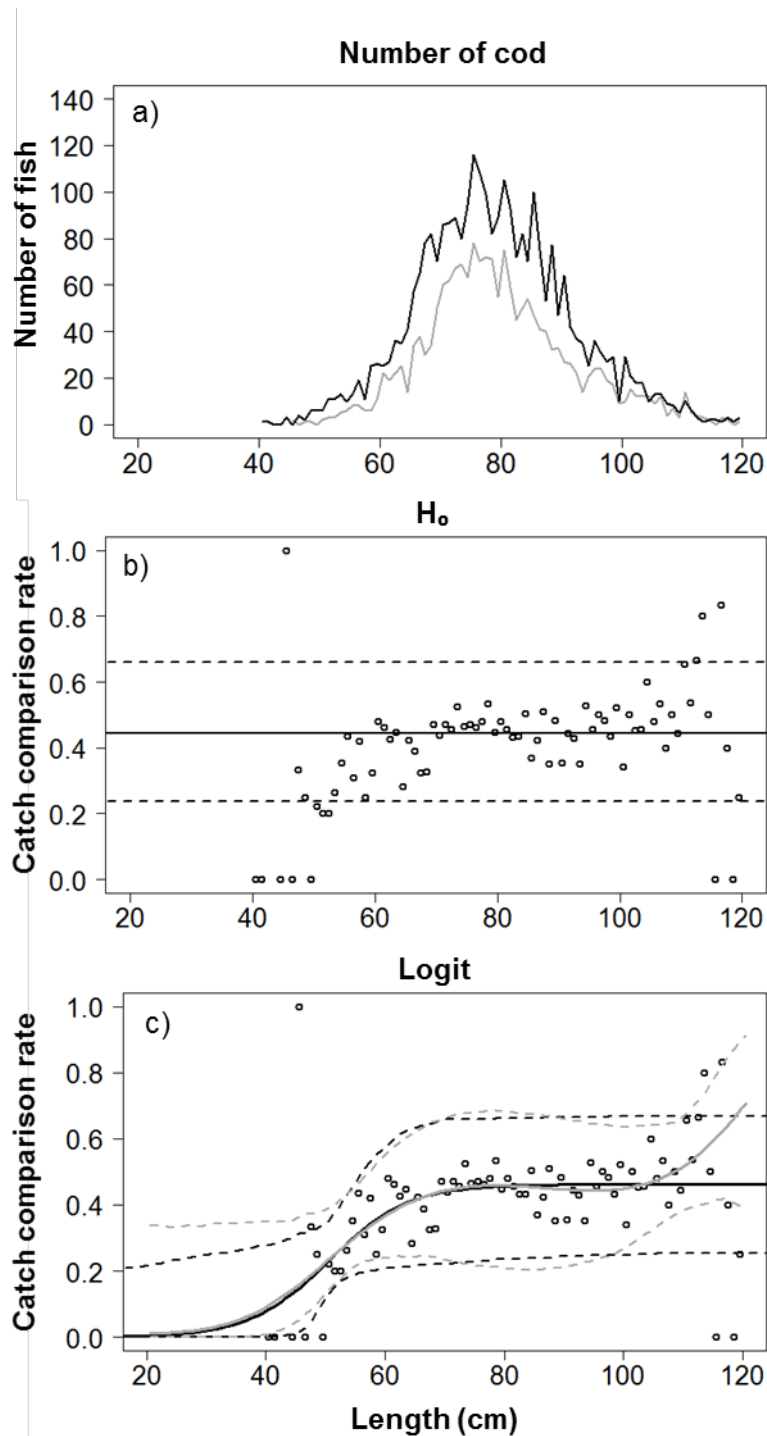 Number of cod
a)
Number of fish
140
120
100
80
60
40
20
0
20 40 60 80 100 120
Hₒ
b)
Catch comparison rate
1.0
0.8
0.6
0.4
0.2
0.0
20 40 60 80 100 120
Logit
c)
Catch comparison rate
1.0
0.8
0.6
0.4
0.2
0.0
20 40 60 80 100 120
Length (cm)